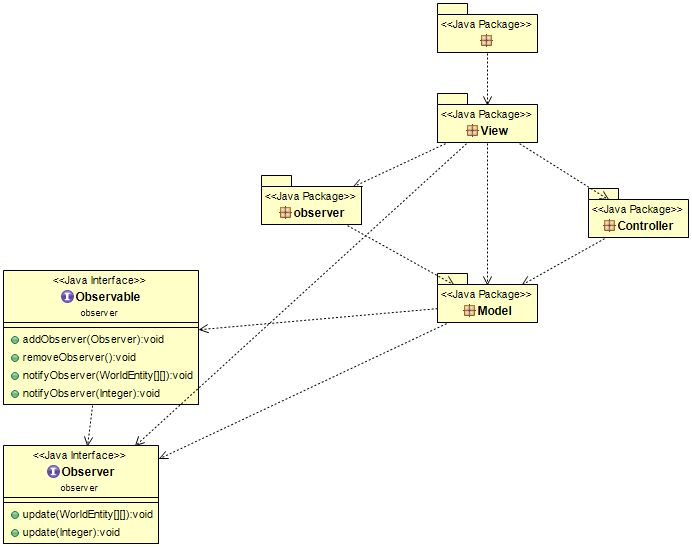 <<Java Package>>
<<Java Package>>
View
<<Java Package>>
observer
<<Java Package>>
Controller
<<Java Interface>>
Observable
observer
addObserver(Observer):void
removeObserver():void
notifyObserver(WorldEntity[][]):void
notifyObserver(Integer):void
<<Java Package>>
Model
<<Java Interface>>
Observer
observer
update(WorldEntity[][]):void
update(Integer):void